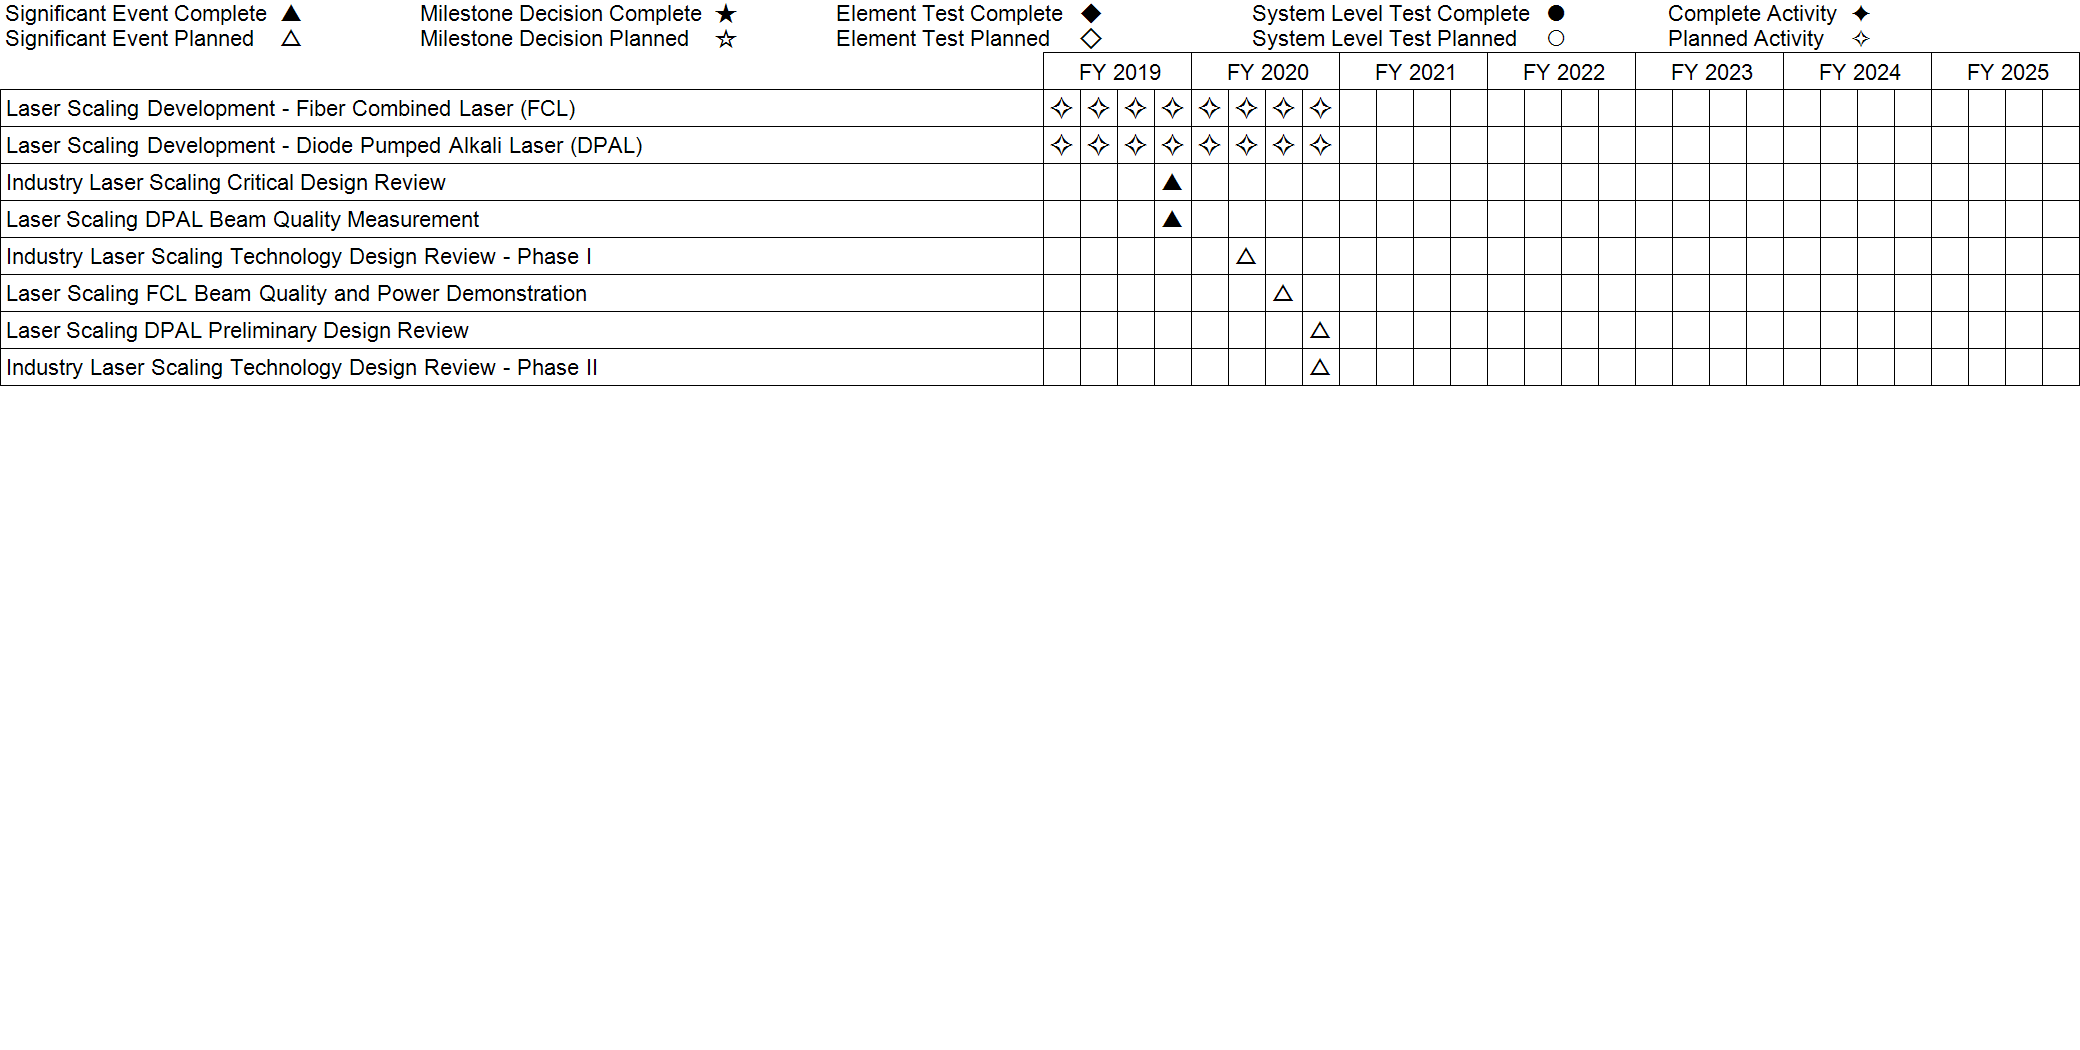 Significant Event Complete ▲ Milestone Decision Complete ★ Element Test Complete ◆ System Level Test Complete ● Complete Activity ✦
Significant Event Planned △ Milestone Decision Planned ☆ Element Test Planned ◇ System Level Test Planned ○ Planned Activity ✧
FY 2019 FY 2020 FY 2021 FY 2022 FY 2023 FY 2024 FY 2025
Laser Scaling Development - Fiber Combined Laser (FCL) ✧ ✧ ✧ ✧ ✧ ✧ ✧ ✧
Laser Scaling Development - Diode Pumped Alkali Laser (DPAL) ✧ ✧ ✧ ✧ ✧ ✧ ✧ ✧
Industry Laser Scaling Critical Design Review ▲
Laser Scaling DPAL Beam Quality Measurement ▲
Industry Laser Scaling Technology Design Review - Phase I △
Laser Scaling FCL Beam Quality and Power Demonstration △
Laser Scaling DPAL Preliminary Design Review △
Industry Laser Scaling Technology Design Review - Phase II △